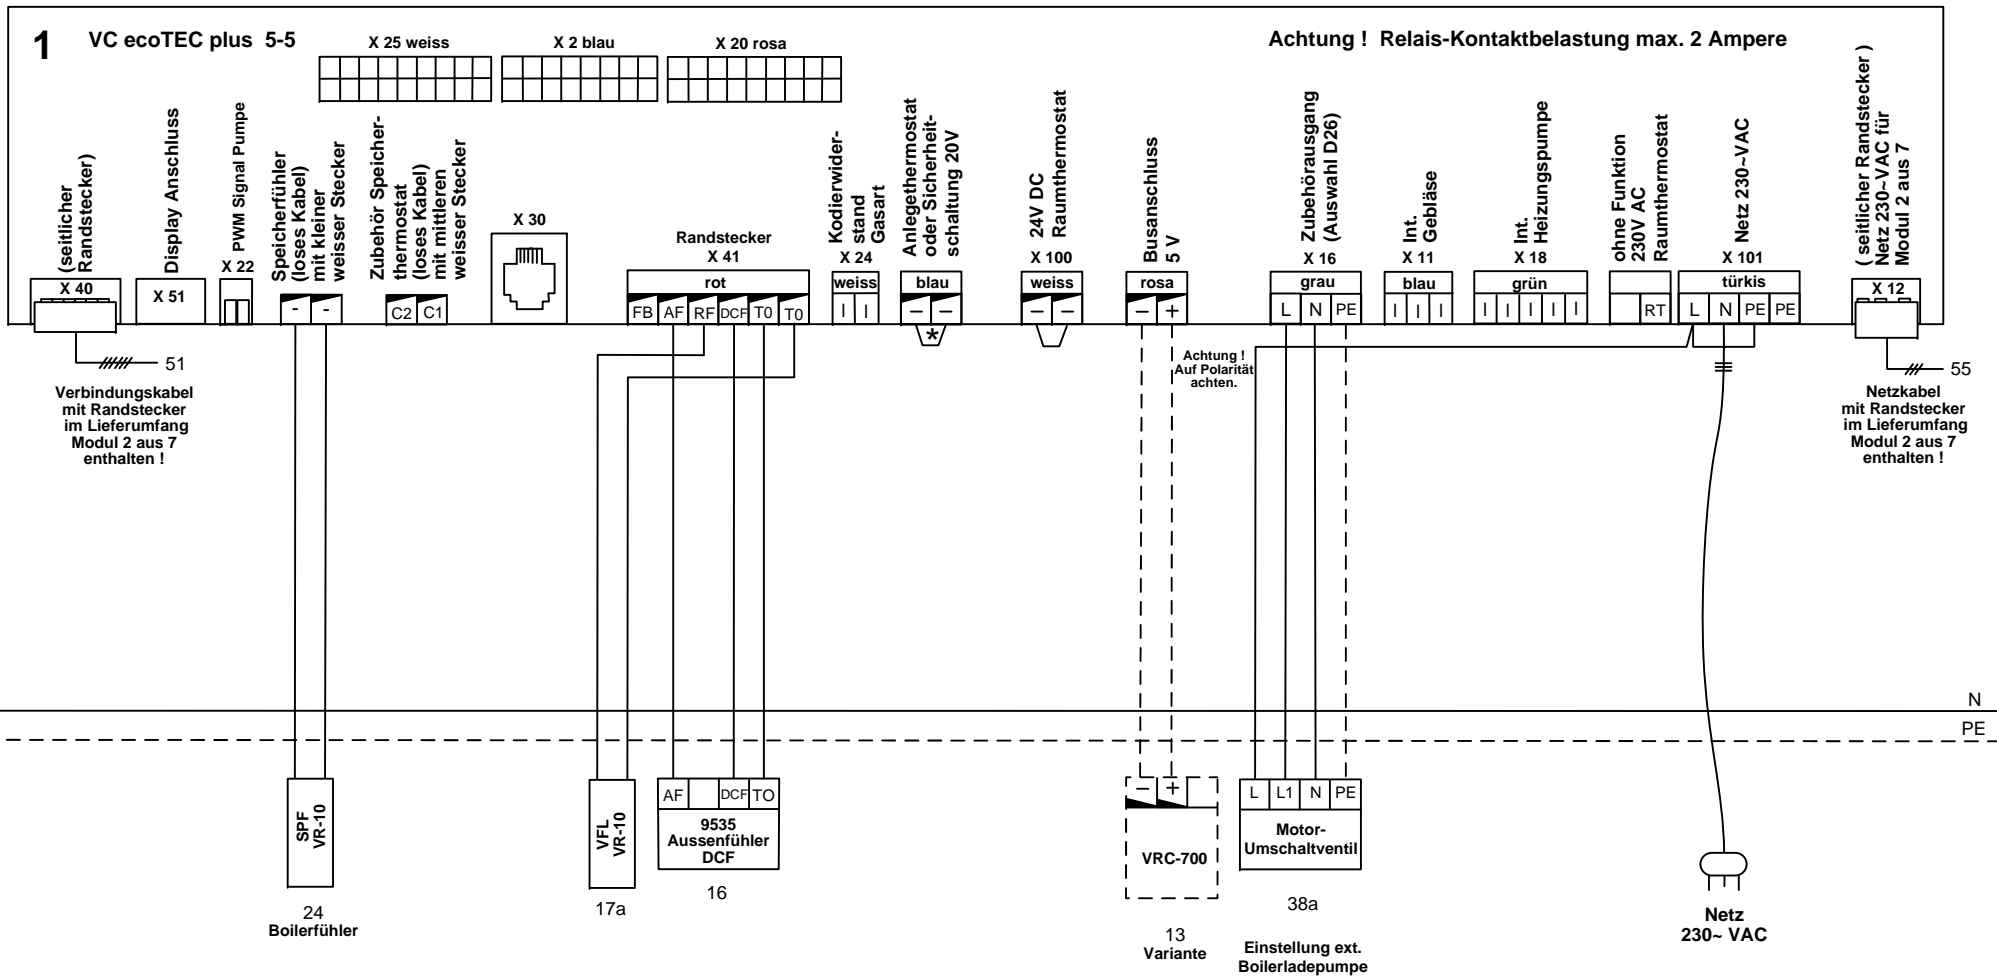 1
VC ecoTEC plus 5-5
X 25 weiss
X 2 blau
X 20 rosa
Achtung ! Relais-Kontaktbelastung max. 2 Ampere
(seitlicher
Randstecker)
X 40
Display Anschluss
X 51
PWM Signal Pumpe
X 22
Speicherfühler
(loses Kabel)
mit kleiner
weisser Stecker
- -
Zubehör Speicher-
thermostat
(loses Kabel)
mit mittleren
weisser Stecker
C2 C1
X 30
Randstecker
X 41
rot
FB AF RF DCF T0 T0
Kodierwider-
stand
Gasart
X 24
weiss
I I
Anlegethermostat
oder Sicherheit-
schaltung 20V
blau
– –
*
24V DC
Raumthermostat
X 100
weiss
– –
Busanschluss
5 V
rosa
– +
Zubehörausgang
(Auswahl D26)
X 16
grau
L N PE
Int.
Gebläse
X 11
blau
I I I
Int.
Heizungspumpe
X 18
grün
I I I I I
ohne Funktion
230V AC
Raumthermostat
RT
Netz 230~VAC
X 101
türkis
L N PE PE
( seitlicher Randstecker )
Netz 230~VAC für
Modul 2 aus 7
X 12
51
Verbindungskabel
mit Randstecker
im Lieferumfang
Modul 2 aus 7
enthalten !
Achtung !
Auf Polarität
achten.
55
Netzkabel
mit Randstecker
im Lieferumfang
Modul 2 aus 7
enthalten !
N
PE
SPF
VR-10
24
Boilerfühler
VFL
VR-10
17a
AF DCF TO
9535
Aussenfühler
DCF
16
– +
VRC-700
13
Variante
L L1 N PE
Motor-
Umschaltventil
38a
Einstellung ext.
Boilerladepumpe
Netz
230~ VAC